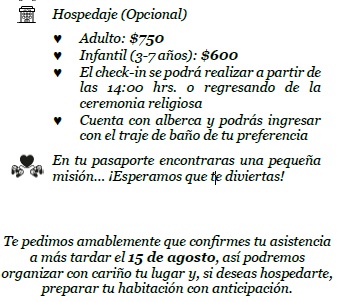 Hospedaje (Opcional)
♥ Adulto: $750
♥ Infantil (3-7 años): $600
♥ El check-in se podrá realizar a partir de
las 14:00 hrs. o regresando de la
ceremonia religiosa
♥ Cuenta con alberca y podrás ingresar
con el traje de baño de tu preferencia
En tu pasaporte encontraras una pequeña
misión... ¡Esperamos que te diviertas!
Te pedimos amablemente que confirmes tu asistencia
a más tardar el 15 de agosto, así podremos
organizar con cariño tu lugar y, si deseas hospedarte,
preparar tu habitación con anticipación.